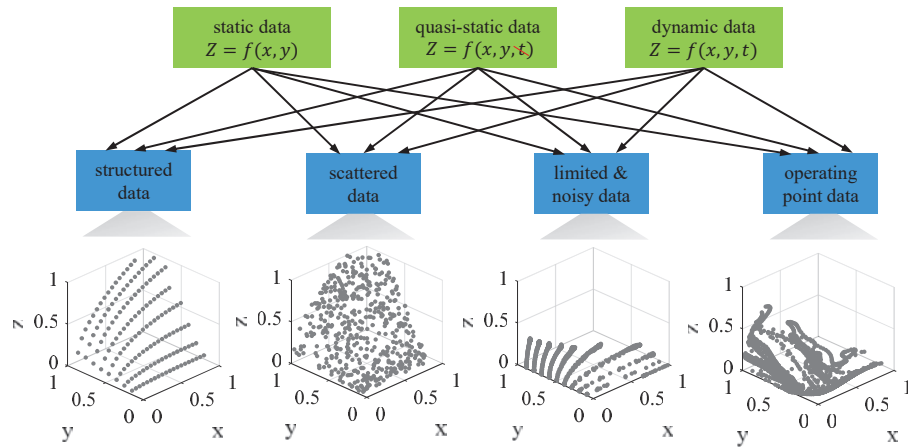 static data
Z = f(x, y)
quasi-static data
Z = f(x, y, t)
dynamic data
Z = f(x, y, t)
structured
data
scattered
data
limited &
noisy data
operating
point data
1
0.5
0
z
1
0.5
0
y
0
0.5
1
x
1
0.5
0
z
1
0.5
0
y
0
0.5
1
x
1
0.5
0
z
1
0.5
0
y
0
0.5
1
x
1
0.5
0
z
1
0.5
0
y
0
0.5
1
x